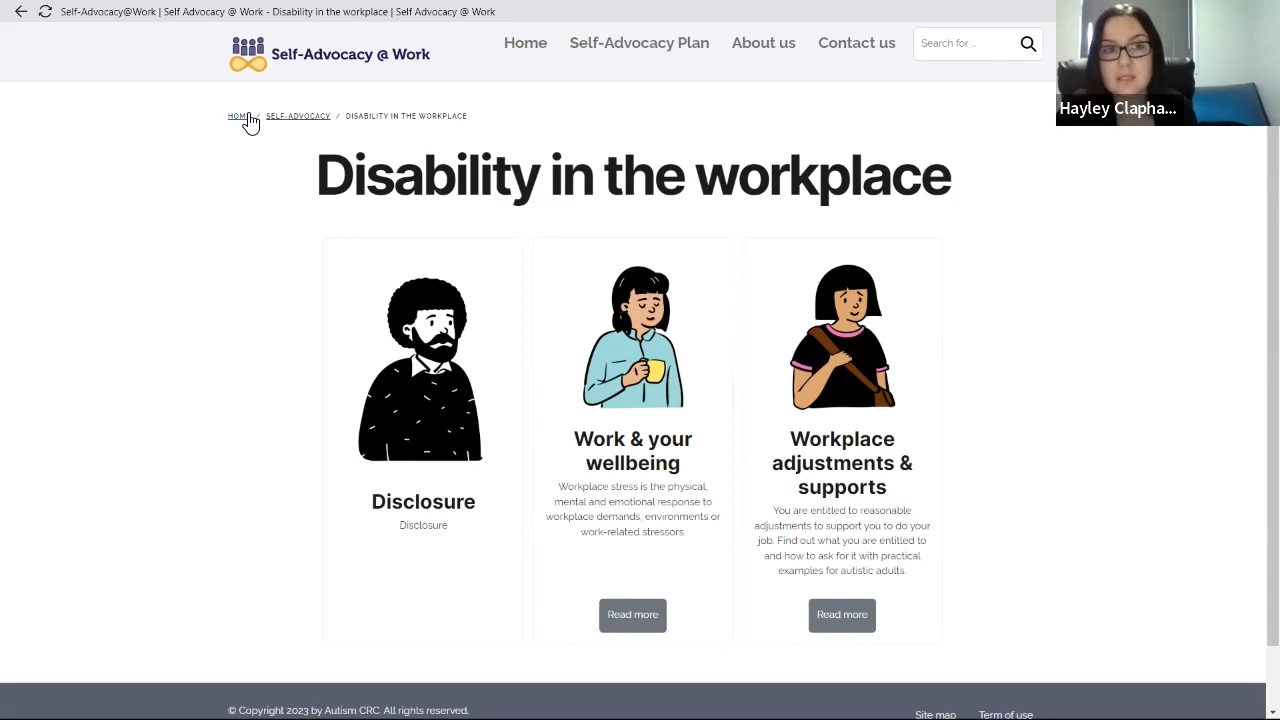 Self-Advocacy@Work | Self Advocacy @ Work - Disability in the workplace | Self Advocacy @ Work
Self-Advocacy @ Work
Home
Self-Advocacy Plan
About us
Contact us
Search for ...
Hayley Clapha...
HOME / SELF-ADVOCACY / DISABILITY IN THE WORKPLACE
Disability in the workplace
Disclosure
Disclosure
Work & your
wellbeing
Workplace stress is the physical,
mental and emotional response to
workplace demands, environments or
work-related stressors.
Read more
Workplace
adjustments &
supports
You are entitled to reasonable
adjustments to support you to do your
job. Find out what you are entitled to
and how to ask for it with practical
examples for autistic adults.
Read more
© Copyright 2023 by Autism CRC. All rights reserved.
Site map
Term of use